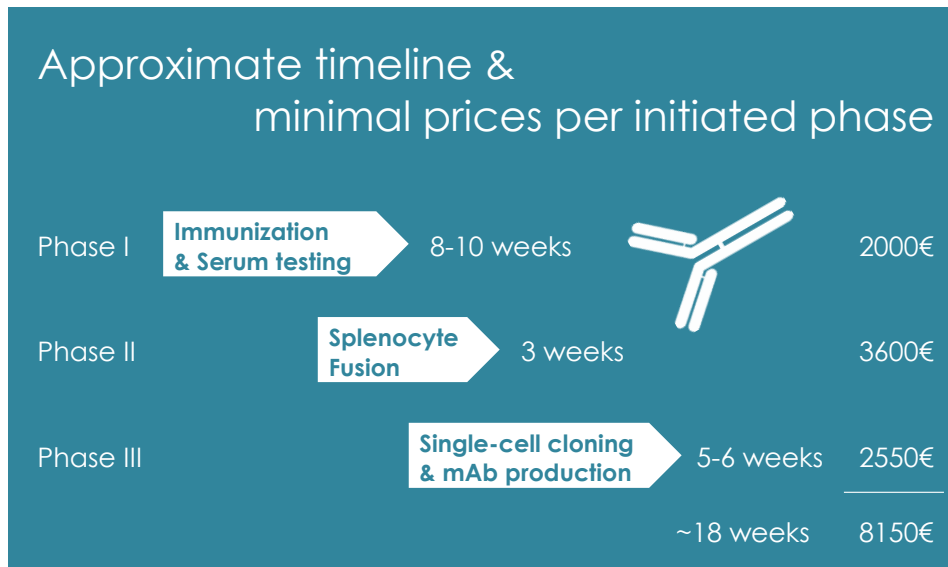 Approximate timeline &
minimal prices per initiated phase
Phase I
Immunization
& Serum testing
8-10 weeks
2000€
Phase II
Splenocyte
Fusion
3 weeks
3600€
Phase III
Single-cell cloning
& mAb production
5-6 weeks
2550€
~18 weeks
8150€